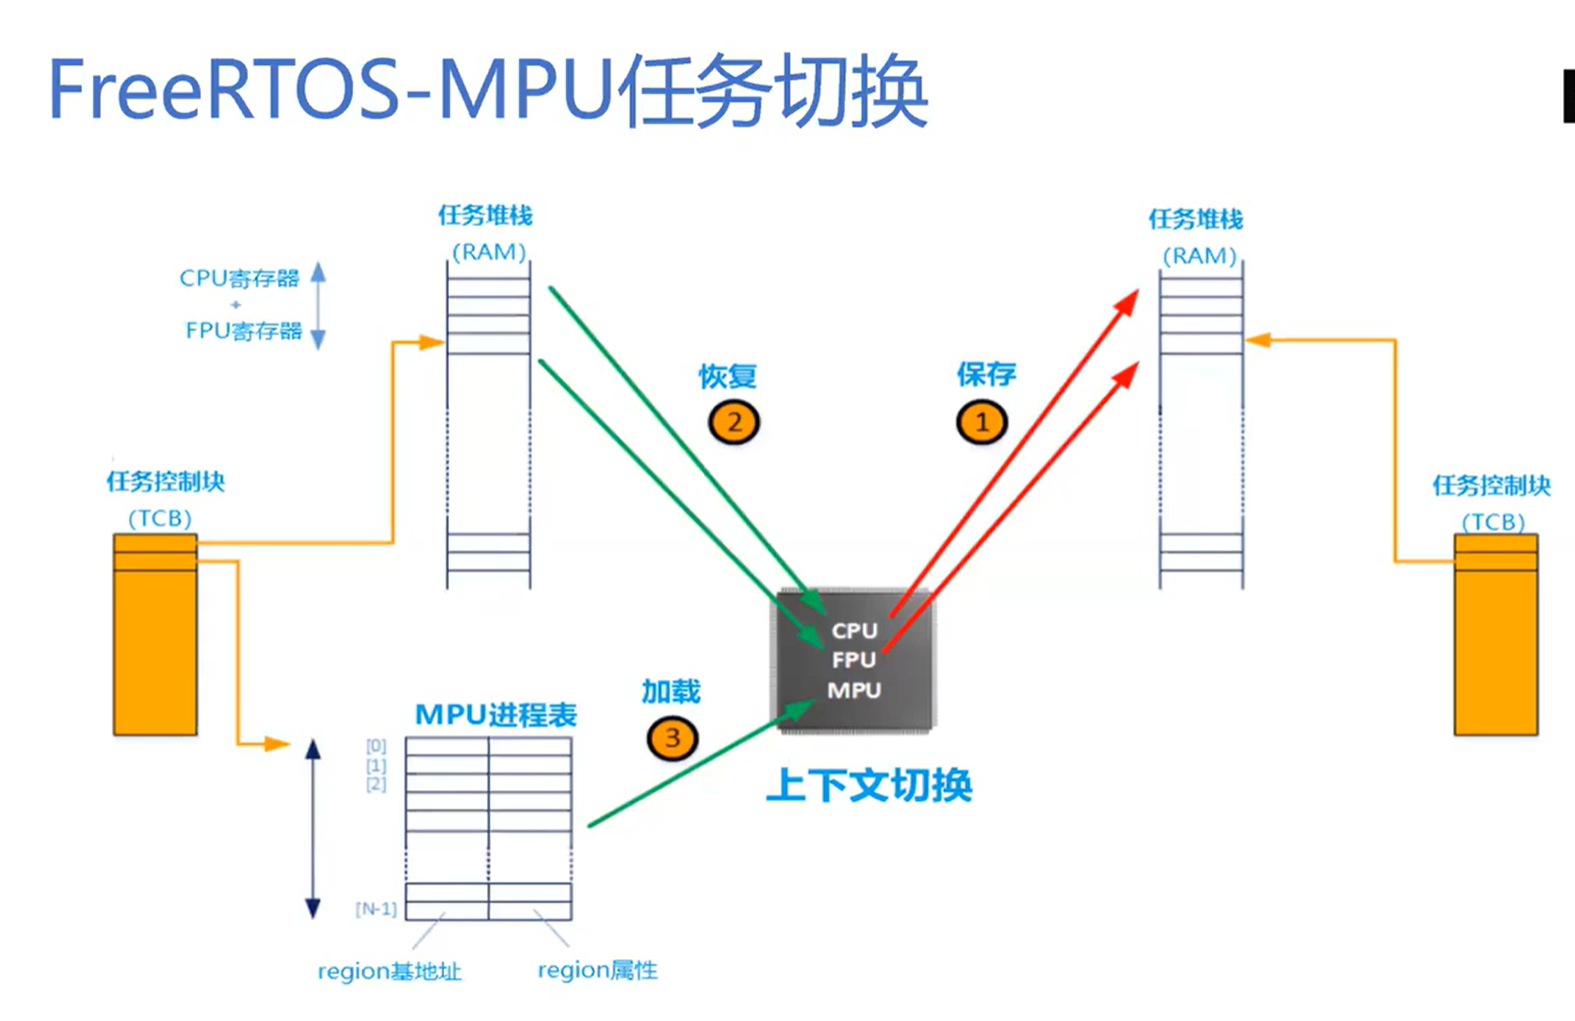 FreeRTOS-MPU任务切换
任务堆栈
(RAM)
CPU寄存器
+
FPU寄存器
任务堆栈
(RAM)
恢复
2
保存
1
任务控制块
(TCB)
任务控制块
(TCB)
CPU
FPU
MPU
上下文切换
加载
3
MPU进程表
[0]
[1]
[2]
[N-1]
region基地址
region属性